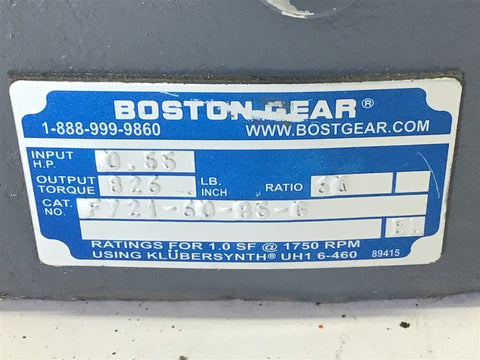 BOSTON GEAR®
1-888-999-9860 WWW.BOSTGEAR.COM
INPUT H.P. 0.55
OUTPUT TORQUE 826 LB. INCH RATIO 60
CAT. NO. F721-60-B5-G
RATINGS FOR 1.0 SF @ 1750 RPM
USING KLÜBERSYNTH® UH1 6-460 89415